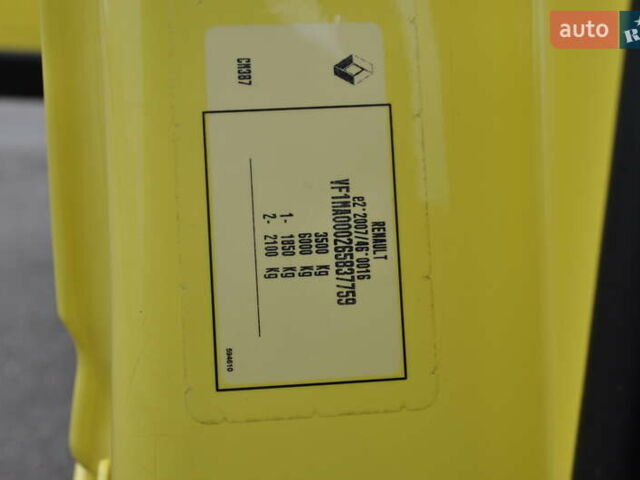 CM3B7
RENAULT
e2*2007/46*0016
VF1MA000265837759
3500 Kg
6000 Kg
1- 1850 Kg
2- 2100 Kg
594610
auto
R